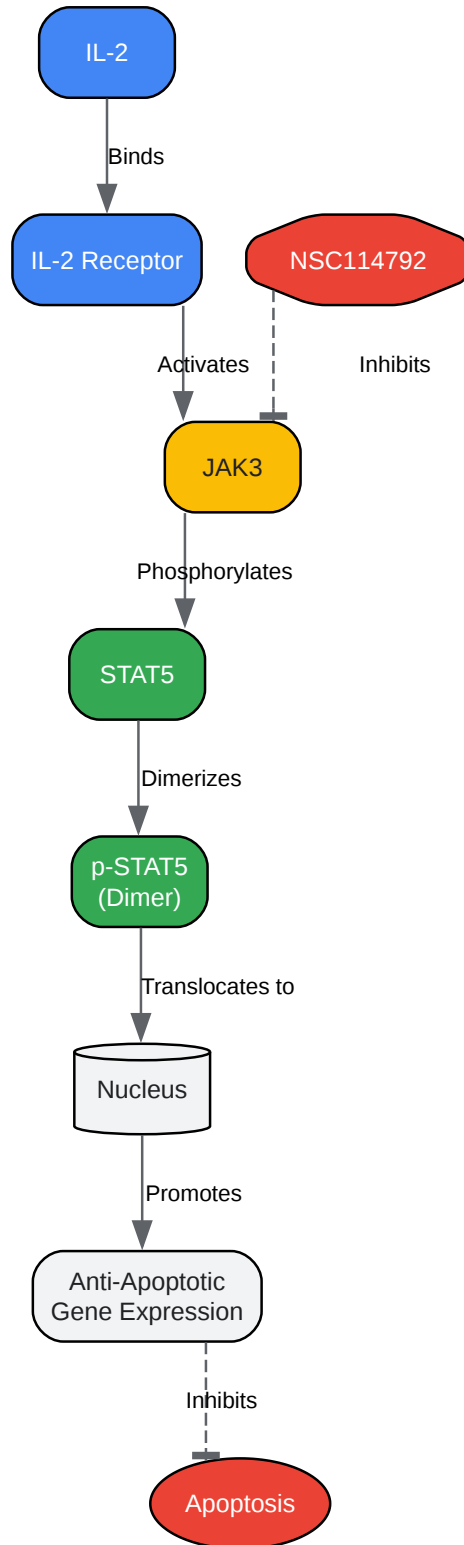 IL-2
Binds
IL-2 Receptor
NSC114792
Activates
Inhibits
JAK3
Phosphorylates
STAT5
Dimerizes
p-STAT5
(Dimer)
Translocates to
Nucleus
Promotes
Anti-Apoptotic
Gene Expression
Inhibits
Apoptosis